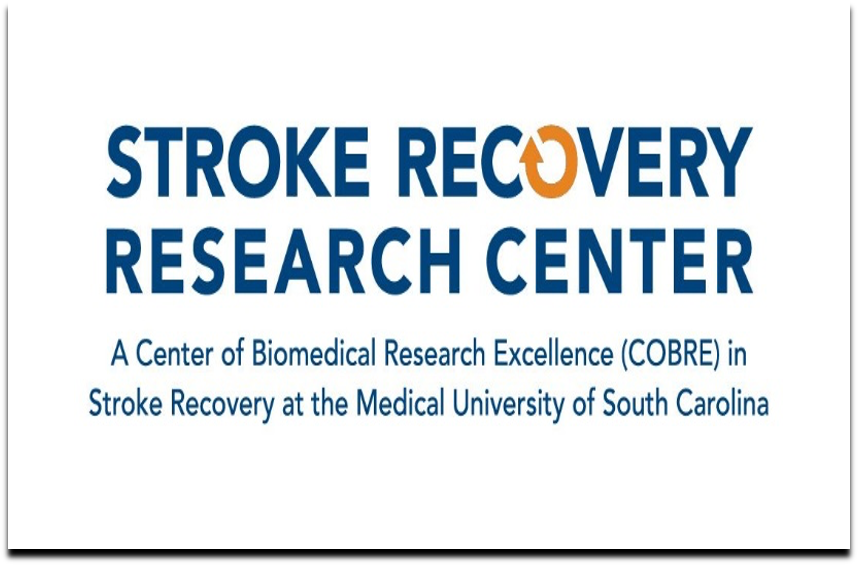 STROKE RECOVERY
RESEARCH CENTER
A Center of Biomedical Research Excellence (COBRE) in
Stroke Recovery at the Medical University of South Carolina